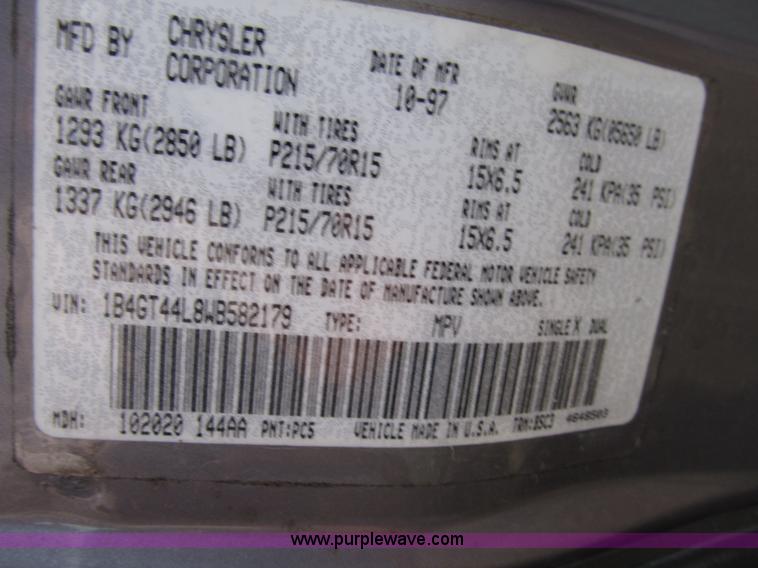 MFD BY CHRYSLER CORPORATION DATE OF MFR 10-97 GVWR 2563 KG(05650 LB)
GAWR FRONT WITH TIRES RIMS AT COLD
1293 KG(2850 LB) P215/70R15 15X6.5 241 KPA(35 PSI)
GAWR REAR WITH TIRES RIMS AT COLD
1337 KG(2946 LB) P215/70R15 15X6.5 241 KPA(35 PSI)
THIS VEHICLE CONFORMS TO ALL APPLICABLE FEDERAL MOTOR VEHICLE SAFETY
STANDARDS IN EFFECT ON THE DATE OF MANUFACTURE SHOWN ABOVE.
VIN: 1B4GT44L8WB582179 TYPE: MPV SINGLE X DUAL
MDH: 102020 144AA PNT:PC5 VEHICLE MADE IN U.S.A. TRM:BSC3 4648503
www.purplewave.com